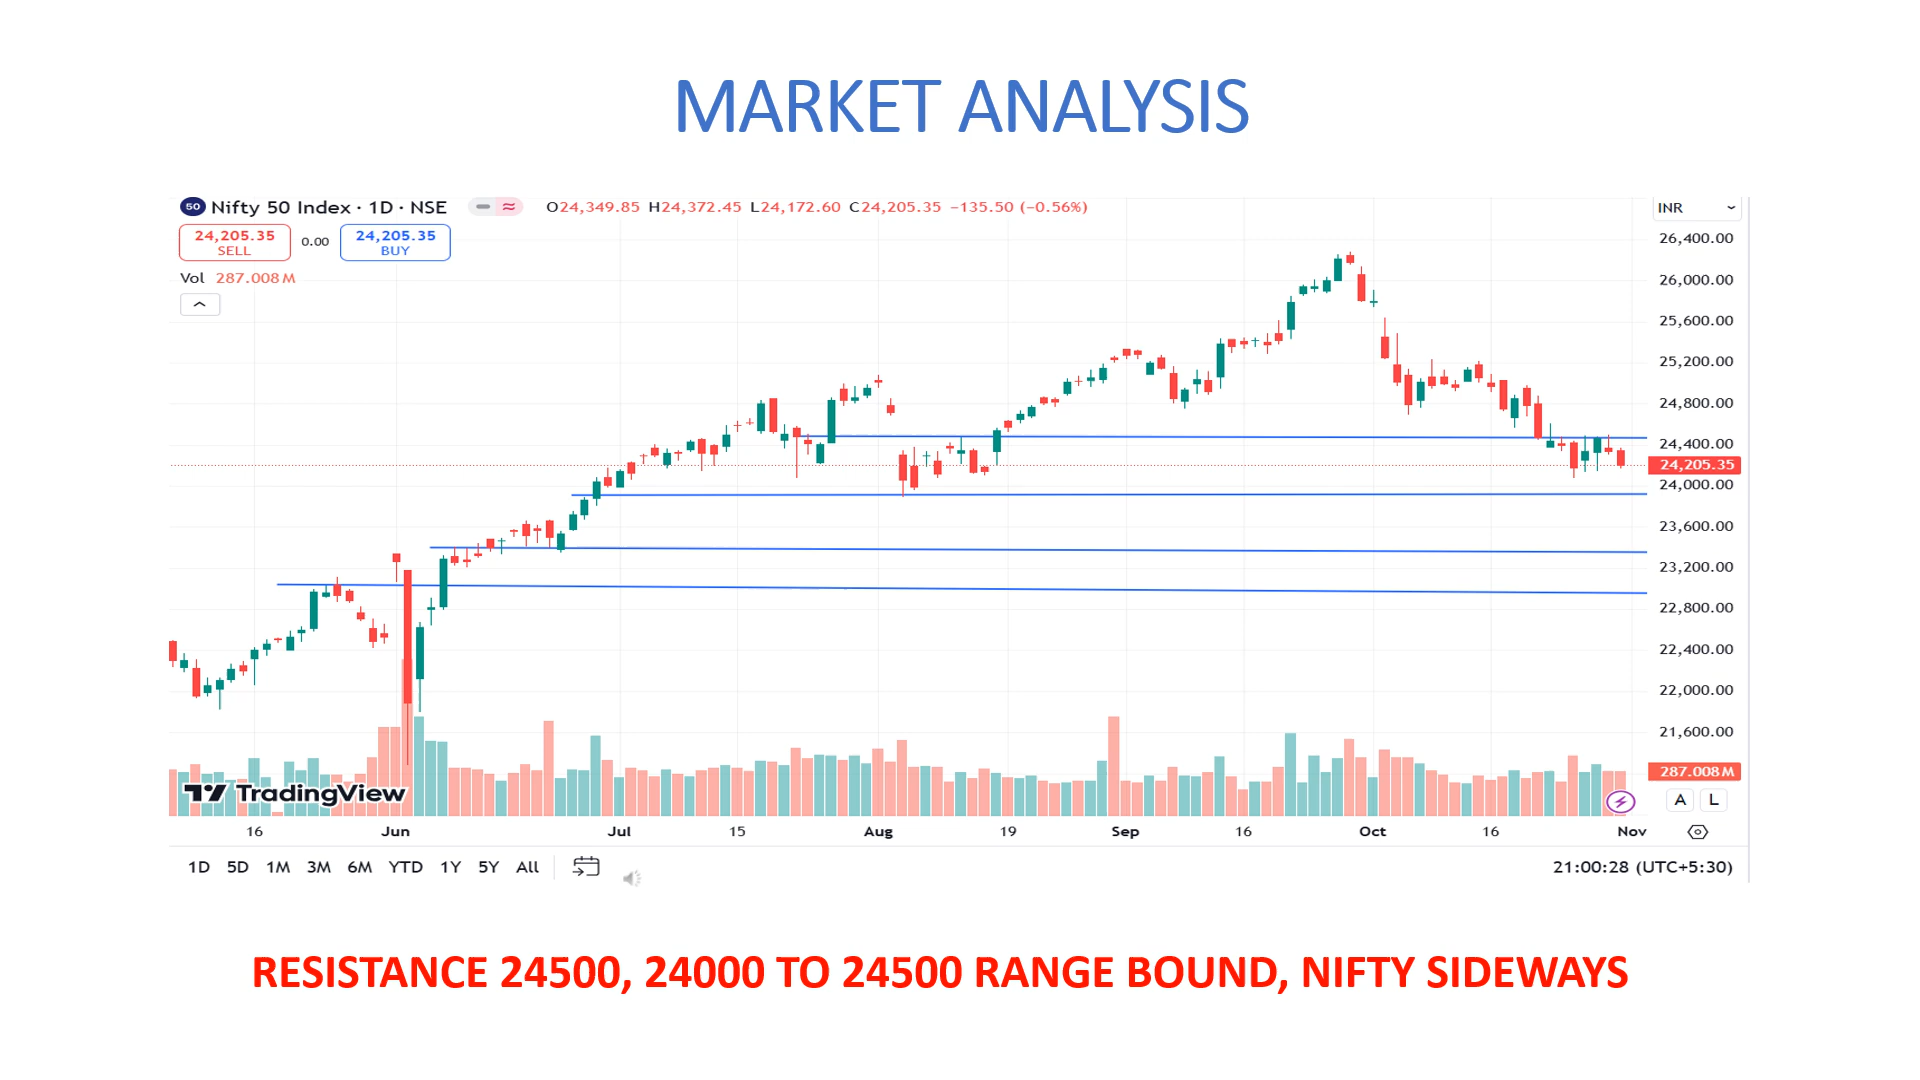 MARKET ANALYSIS
50 Nifty 50 Index · 1D · NSE O24,349.85 H24,372.45 L24,172.60 C24,205.35 −135.50 (−0.56%) INR
24,205.35 SELL 0.00 24,205.35 BUY
Vol 287.008 M
26,400.00
26,000.00
25,600.00
25,200.00
24,800.00
24,400.00
24,205.35
24,000.00
23,600.00
23,200.00
22,800.00
22,400.00
22,000.00
21,600.00
287.008 M
TradingView
A L
16 Jun Jul 15 Aug 19 Sep 16 Oct 16 Nov
1D 5D 1M 3M 6M YTD 1Y 5Y All 21:00:28 (UTC+5:30)
RESISTANCE 24500, 24000 TO 24500 RANGE BOUND, NIFTY SIDEWAYS